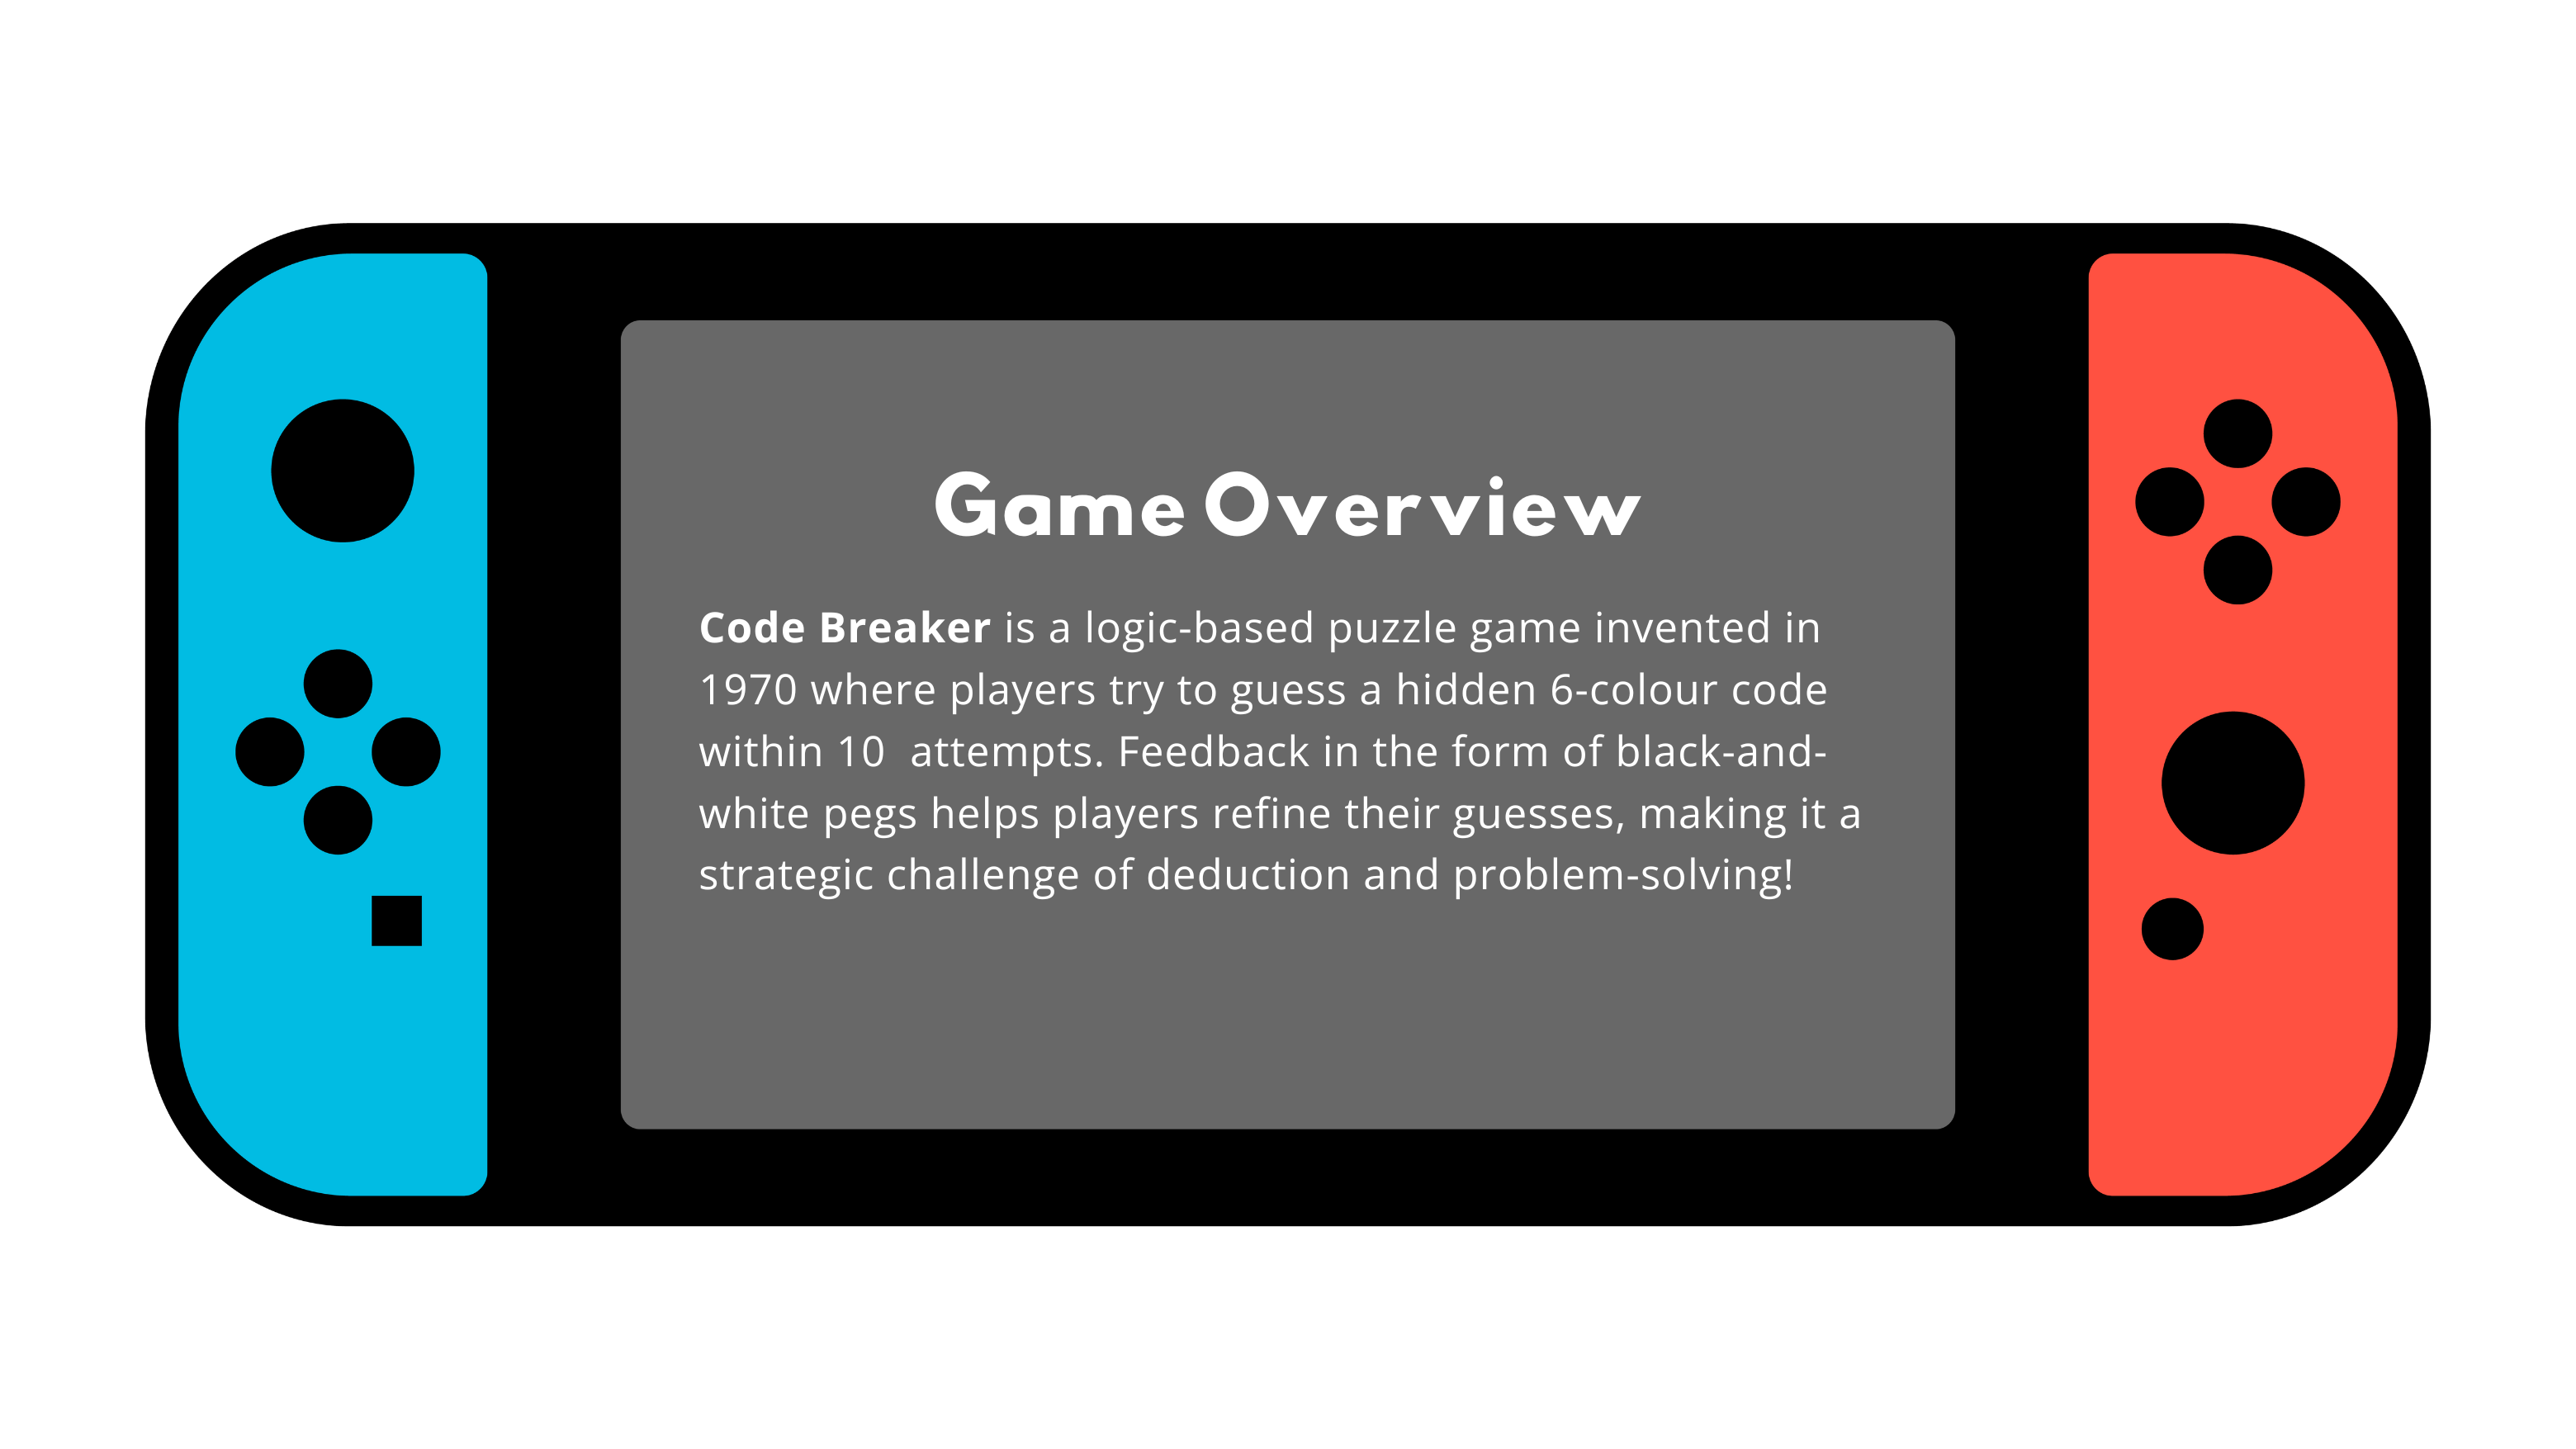 Game Overview
Code Breaker is a logic-based puzzle game invented in
1970 where players try to guess a hidden 6-colour code
within 10  attempts. Feedback in the form of black-and-
white pegs helps players refine their guesses, making it a
strategic challenge of deduction and problem-solving!